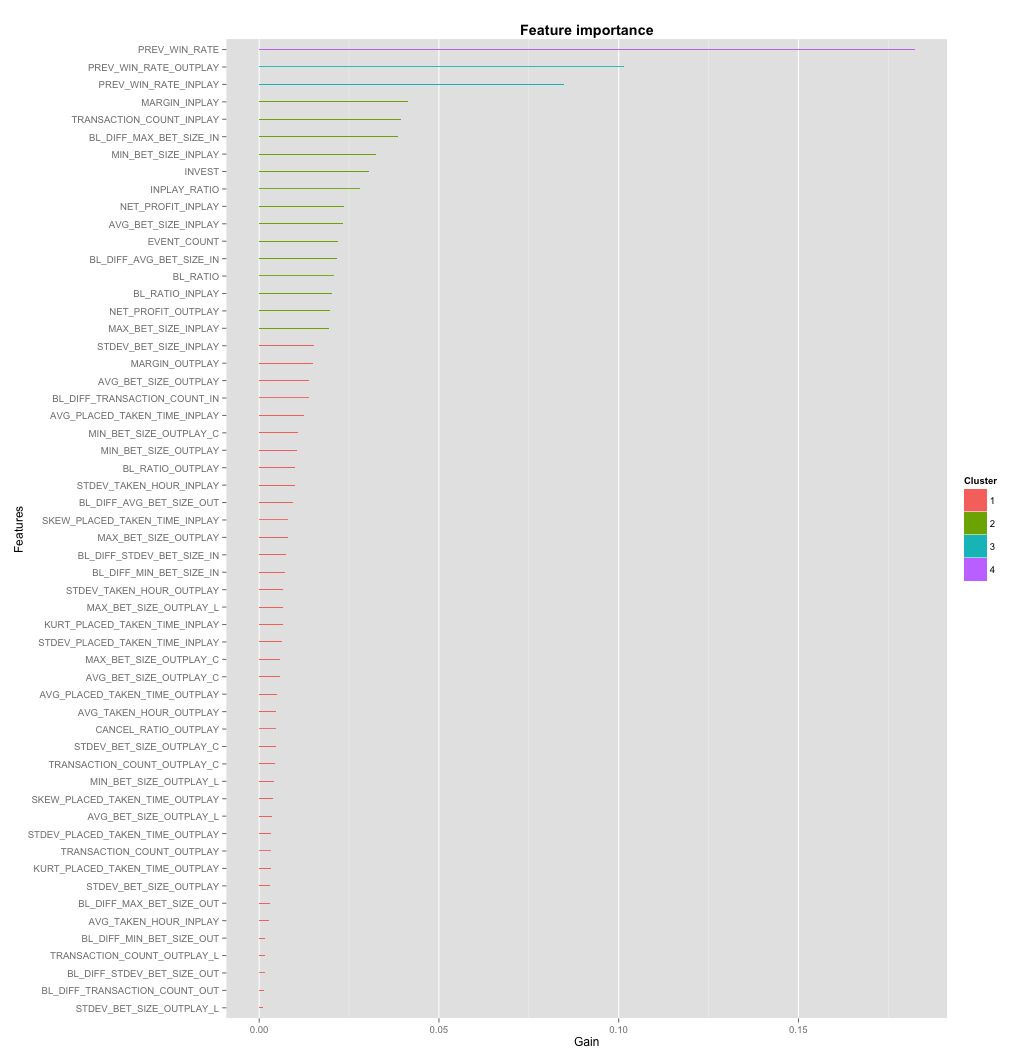 Feature importance
PREV_WIN_RATE
PREV_WIN_RATE_OUTPLAY
PREV_WIN_RATE_INPLAY
MARGIN_INPLAY
TRANSACTION_COUNT_INPLAY
BL_DIFF_MAX_BET_SIZE_IN
MIN_BET_SIZE_INPLAY
INVEST
INPLAY_RATIO
NET_PROFIT_INPLAY
AVG_BET_SIZE_INPLAY
EVENT_COUNT
BL_DIFF_AVG_BET_SIZE_IN
BL_RATIO
BL_RATIO_INPLAY
NET_PROFIT_OUTPLAY
MAX_BET_SIZE_INPLAY
STDEV_BET_SIZE_INPLAY
MARGIN_OUTPLAY
AVG_BET_SIZE_OUTPLAY
BL_DIFF_TRANSACTION_COUNT_IN
AVG_PLACED_TAKEN_TIME_INPLAY
MIN_BET_SIZE_OUTPLAY_C
MIN_BET_SIZE_OUTPLAY
BL_RATIO_OUTPLAY
STDEV_TAKEN_HOUR_INPLAY
BL_DIFF_AVG_BET_SIZE_OUT
SKEW_PLACED_TAKEN_TIME_INPLAY
MAX_BET_SIZE_OUTPLAY
BL_DIFF_STDEV_BET_SIZE_IN
BL_DIFF_MIN_BET_SIZE_IN
STDEV_TAKEN_HOUR_OUTPLAY
MAX_BET_SIZE_OUTPLAY_L
KURT_PLACED_TAKEN_TIME_INPLAY
STDEV_PLACED_TAKEN_TIME_INPLAY
MAX_BET_SIZE_OUTPLAY_C
AVG_BET_SIZE_OUTPLAY_C
AVG_PLACED_TAKEN_TIME_OUTPLAY
AVG_TAKEN_HOUR_OUTPLAY
CANCEL_RATIO_OUTPLAY
STDEV_BET_SIZE_OUTPLAY_C
TRANSACTION_COUNT_OUTPLAY_C
MIN_BET_SIZE_OUTPLAY_L
SKEW_PLACED_TAKEN_TIME_OUTPLAY
AVG_BET_SIZE_OUTPLAY_L
STDEV_PLACED_TAKEN_TIME_OUTPLAY
TRANSACTION_COUNT_OUTPLAY
KURT_PLACED_TAKEN_TIME_OUTPLAY
STDEV_BET_SIZE_OUTPLAY
BL_DIFF_MAX_BET_SIZE_OUT
AVG_TAKEN_HOUR_INPLAY
BL_DIFF_MIN_BET_SIZE_OUT
TRANSACTION_COUNT_OUTPLAY_L
BL_DIFF_STDEV_BET_SIZE_OUT
BL_DIFF_TRANSACTION_COUNT_OUT
STDEV_BET_SIZE_OUTPLAY_L
Features
0.00 0.05 0.10 0.15
Gain
Cluster
1
2
3
4